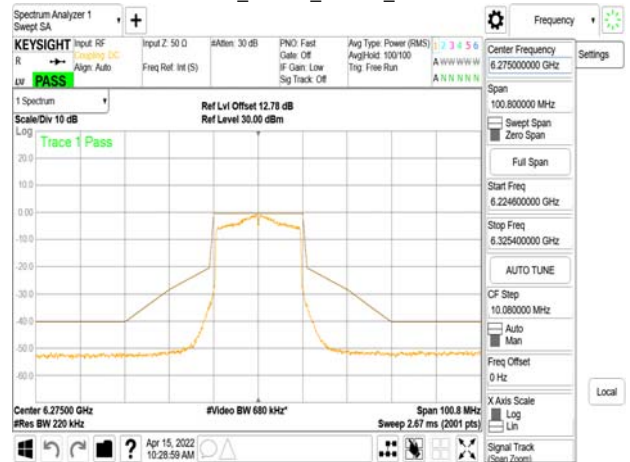 Spectrum Analyzer 1
Swept SA
Frequency
KEYSIGHT
R
LV PASS
Input: RF
Coupling: DC
Align: Auto
Input Z: 50 Ω
Freq Ref: Int (S)
#Atten: 30 dB
PNO: Fast
Gate: Off
IF Gain: Low
Sig Track: Off
Avg Type: Power (RMS)
Avg|Hold: 100/100
Trig: Free Run
1 2 3 4 5 6
A W W W W W
A N N N N N
Center Frequency
6.275000000 GHz
Settings
Span
100.800000 MHz
Swept Span
Zero Span
Full Span
Start Freq
6.224600000 GHz
Stop Freq
6.325400000 GHz
AUTO TUNE
CF Step
10.080000 MHz
Auto
Man
Freq Offset
0 Hz
X Axis Scale
Log
Lin
Local
Signal Track
(Span Zoom)
1 Spectrum
Scale/Div 10 dB
Ref Lvl Offset 12.78 dB
Ref Level 30.00 dBm
Log
Trace 1 Pass
20.0
10.0
0.00
-10.0
-20.0
-30.0
-40.0
-50.0
-60.0
Center 6.27500 GHz
#Res BW 220 kHz
#Video BW 680 kHz*
Span 100.8 MHz
Sweep 2.67 ms (2001 pts)
?
Apr 15, 2022
10:28:59 AM